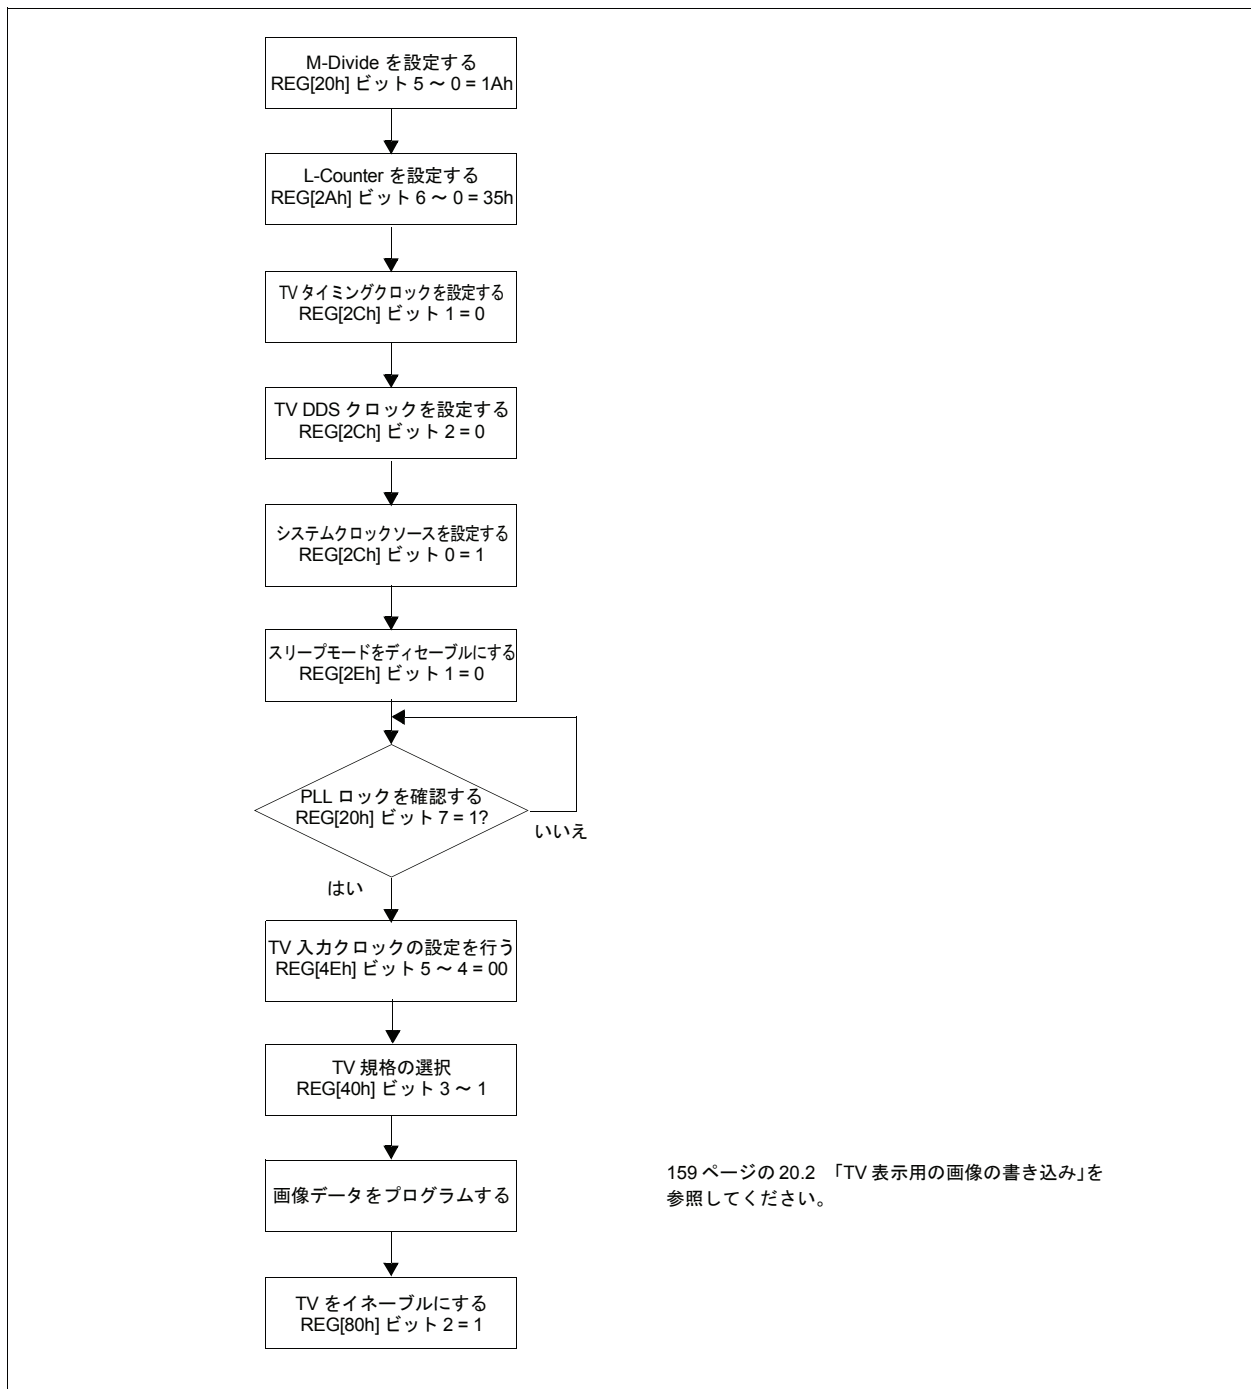 M-Divide を設定する
REG[20h] ビット 5 ～ 0 = 1Ah
L-Counter を設定する
REG[2Ah] ビット 6 ～ 0 = 35h
TV タイミングクロックを設定する
REG[2Ch] ビット 1 = 0
TV DDS クロックを設定する
REG[2Ch] ビット 2 = 0
システムクロックソースを設定する
REG[2Ch] ビット 0 = 1
スリープモードをディセーブルにする
REG[2Eh] ビット 1 = 0
PLL ロックを確認する
REG[20h] ビット 7 = 1?
いいえ
はい
TV 入力クロックの設定を行う
REG[4Eh] ビット 5 ～ 4 = 00
TV 規格の選択
REG[40h] ビット 3 ～ 1
画像データをプログラムする
159 ページの 20.2 「TV 表示用の画像の書き込み」を
参照してください。
TV をイネーブルにする
REG[80h] ビット 2 = 1